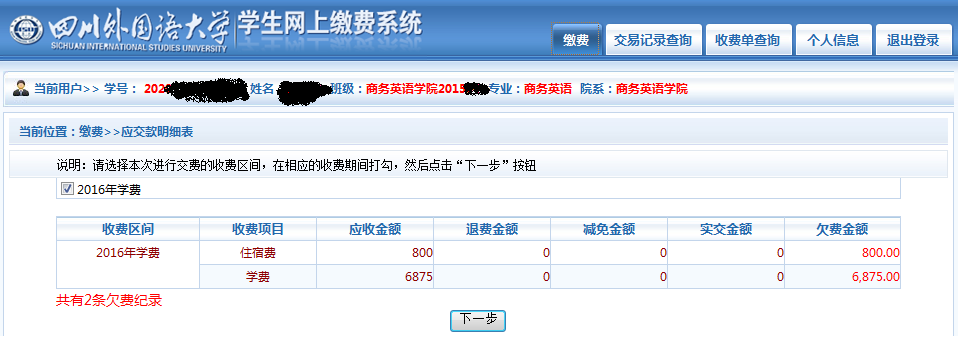 四川外国语大学 学生网上缴费系统
SICHUAN INTERNATIONAL STUDIES UNIVERSITY
缴费 交易记录查询 收费单查询 个人信息 退出登录
当前用户>> 学号： 202 姓名 班级：商务英语学院2015 专业：商务英语 院系：商务英语学院
当前位置：缴费>>应交款明细表
说明：请选择本次进行交费的收费区间，在相应的收费期间打勾，然后点击“下一步”按钮
2016年学费
收费区间 收费项目 应收金额 退费金额 减免金额 实交金额 欠费金额
2016年学费 住宿费 800 0 0 0 800.00
学费 6875 0 0 0 6,875.00
共有2条欠费纪录
下一步